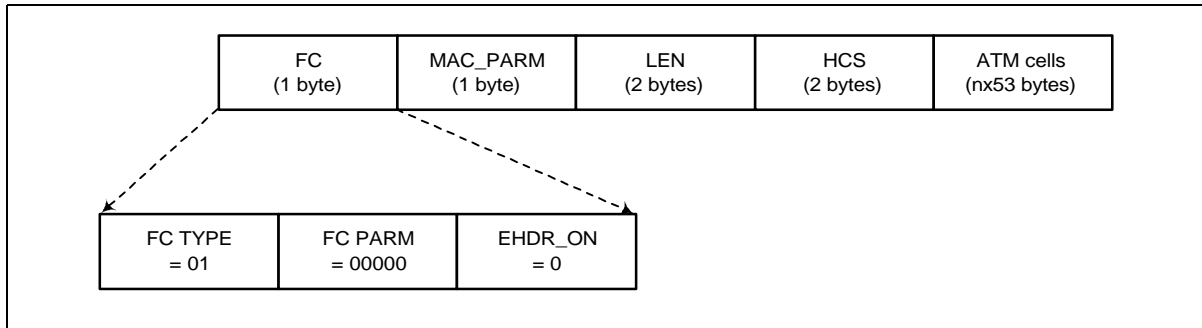 FC
(1 byte)
MAC_PARM
(1 byte)
LEN
(2 bytes)
HCS
(2 bytes)
ATM cells
(nx53 bytes)
FC TYPE
= 01
FC PARM
= 00000
EHDR_ON
= 0